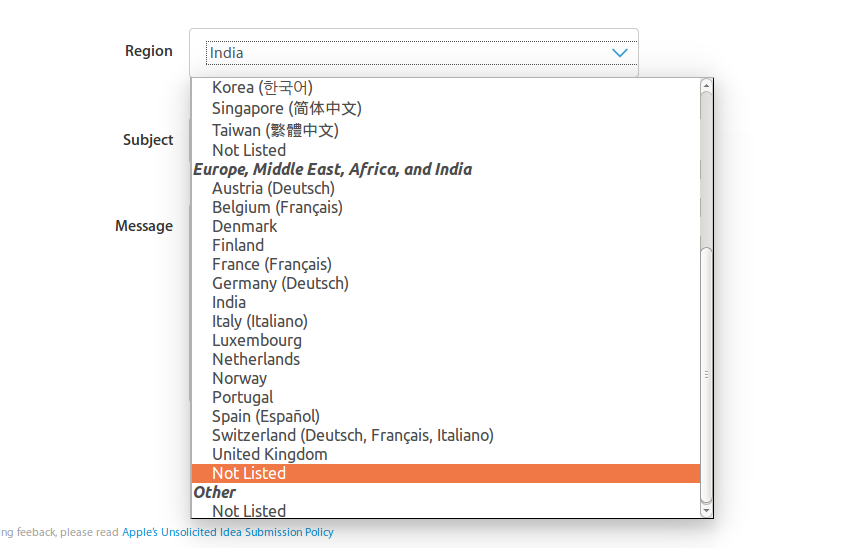 Region
India
Korea (한국어)
Singapore (简体中文)
Taiwan (繁體中文)
Not Listed
Subject
Europe, Middle East, Africa, and India
Austria (Deutsch)
Belgium (Français)
Message
Denmark
Finland
France (Français)
Germany (Deutsch)
India
Italy (Italiano)
Luxembourg
Netherlands
Norway
Portugal
Spain (Español)
Switzerland (Deutsch, Français, Italiano)
United Kingdom
Not Listed
Other
Not Listed
ng feeback, please read Apple's Unsolicited Idea Submission Policy